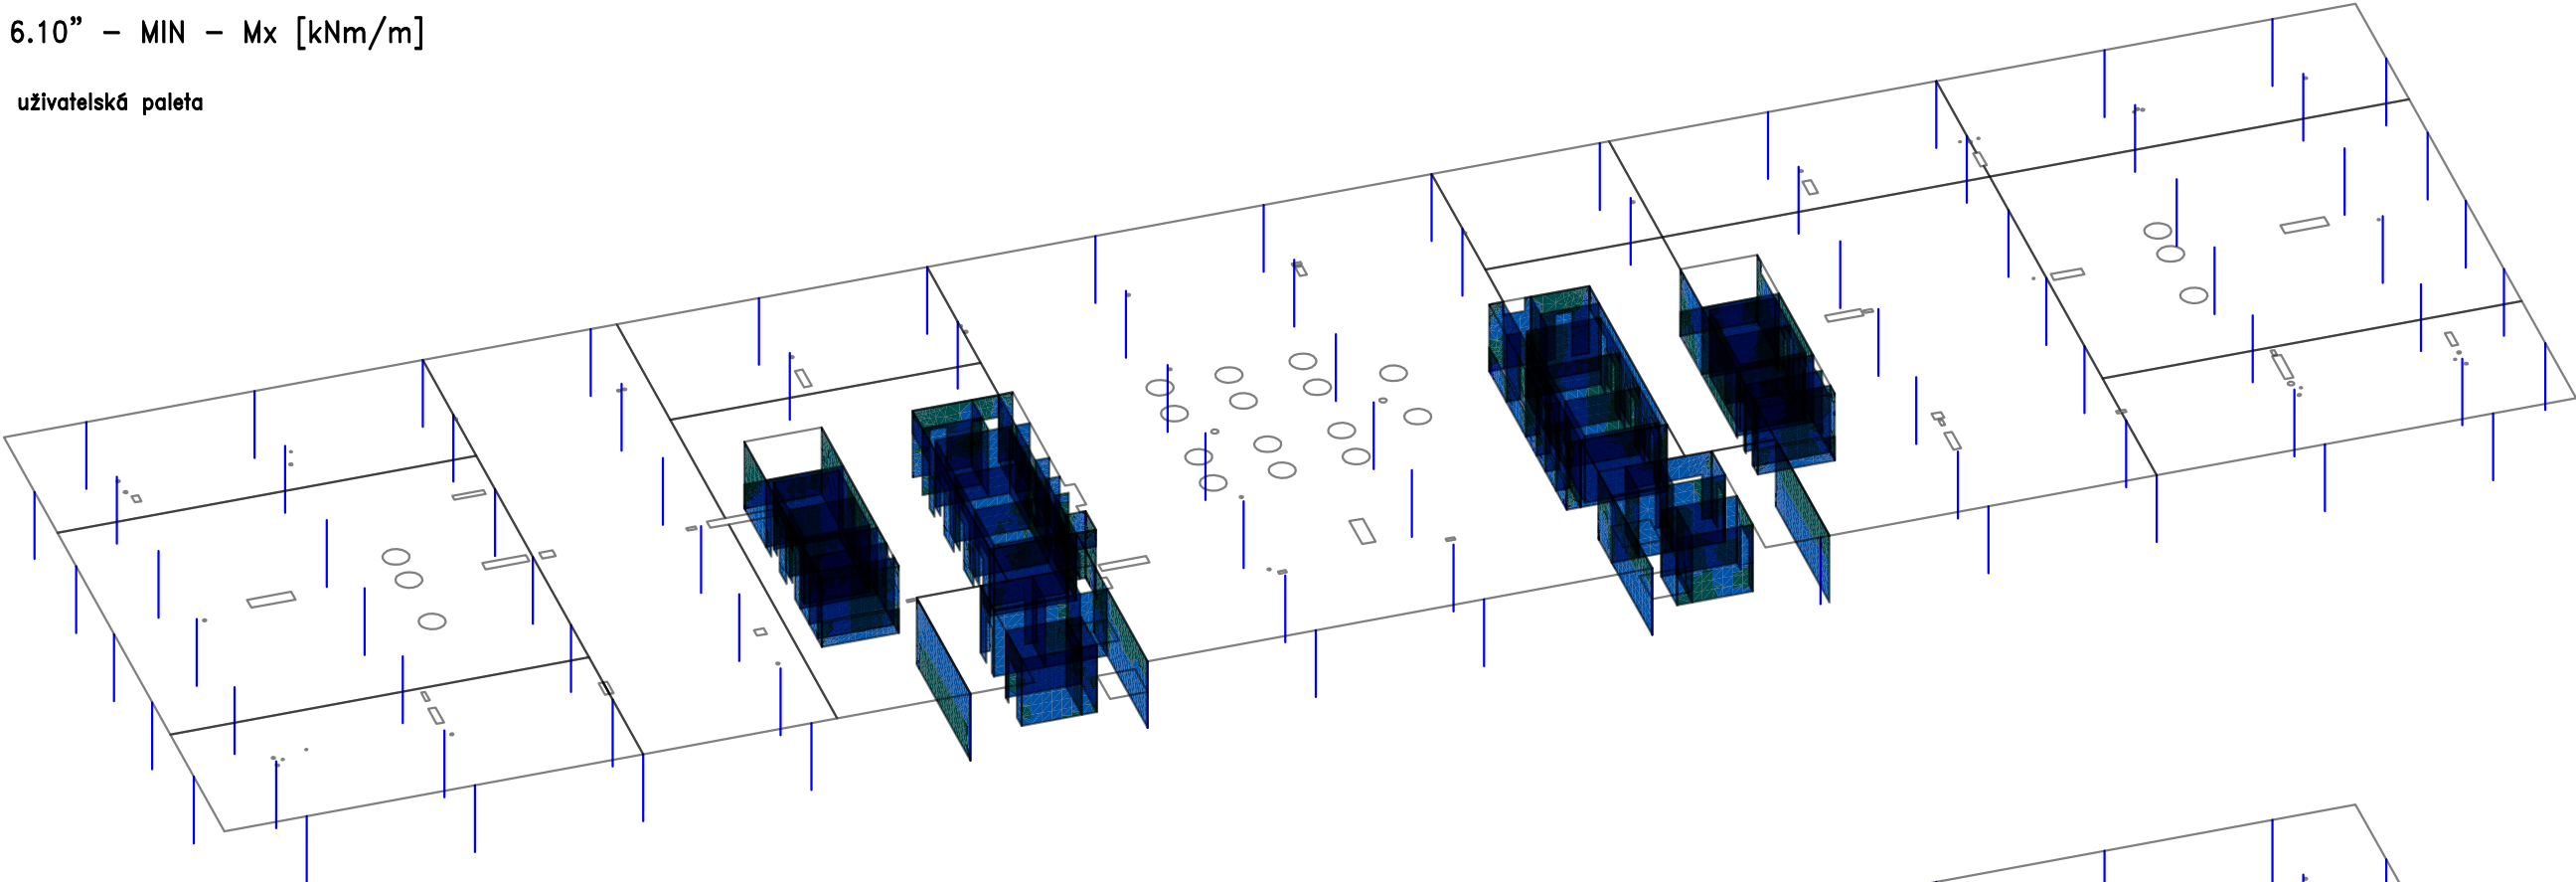 6.10” – MIN – Mx [kNm/m]
uživatelská paleta